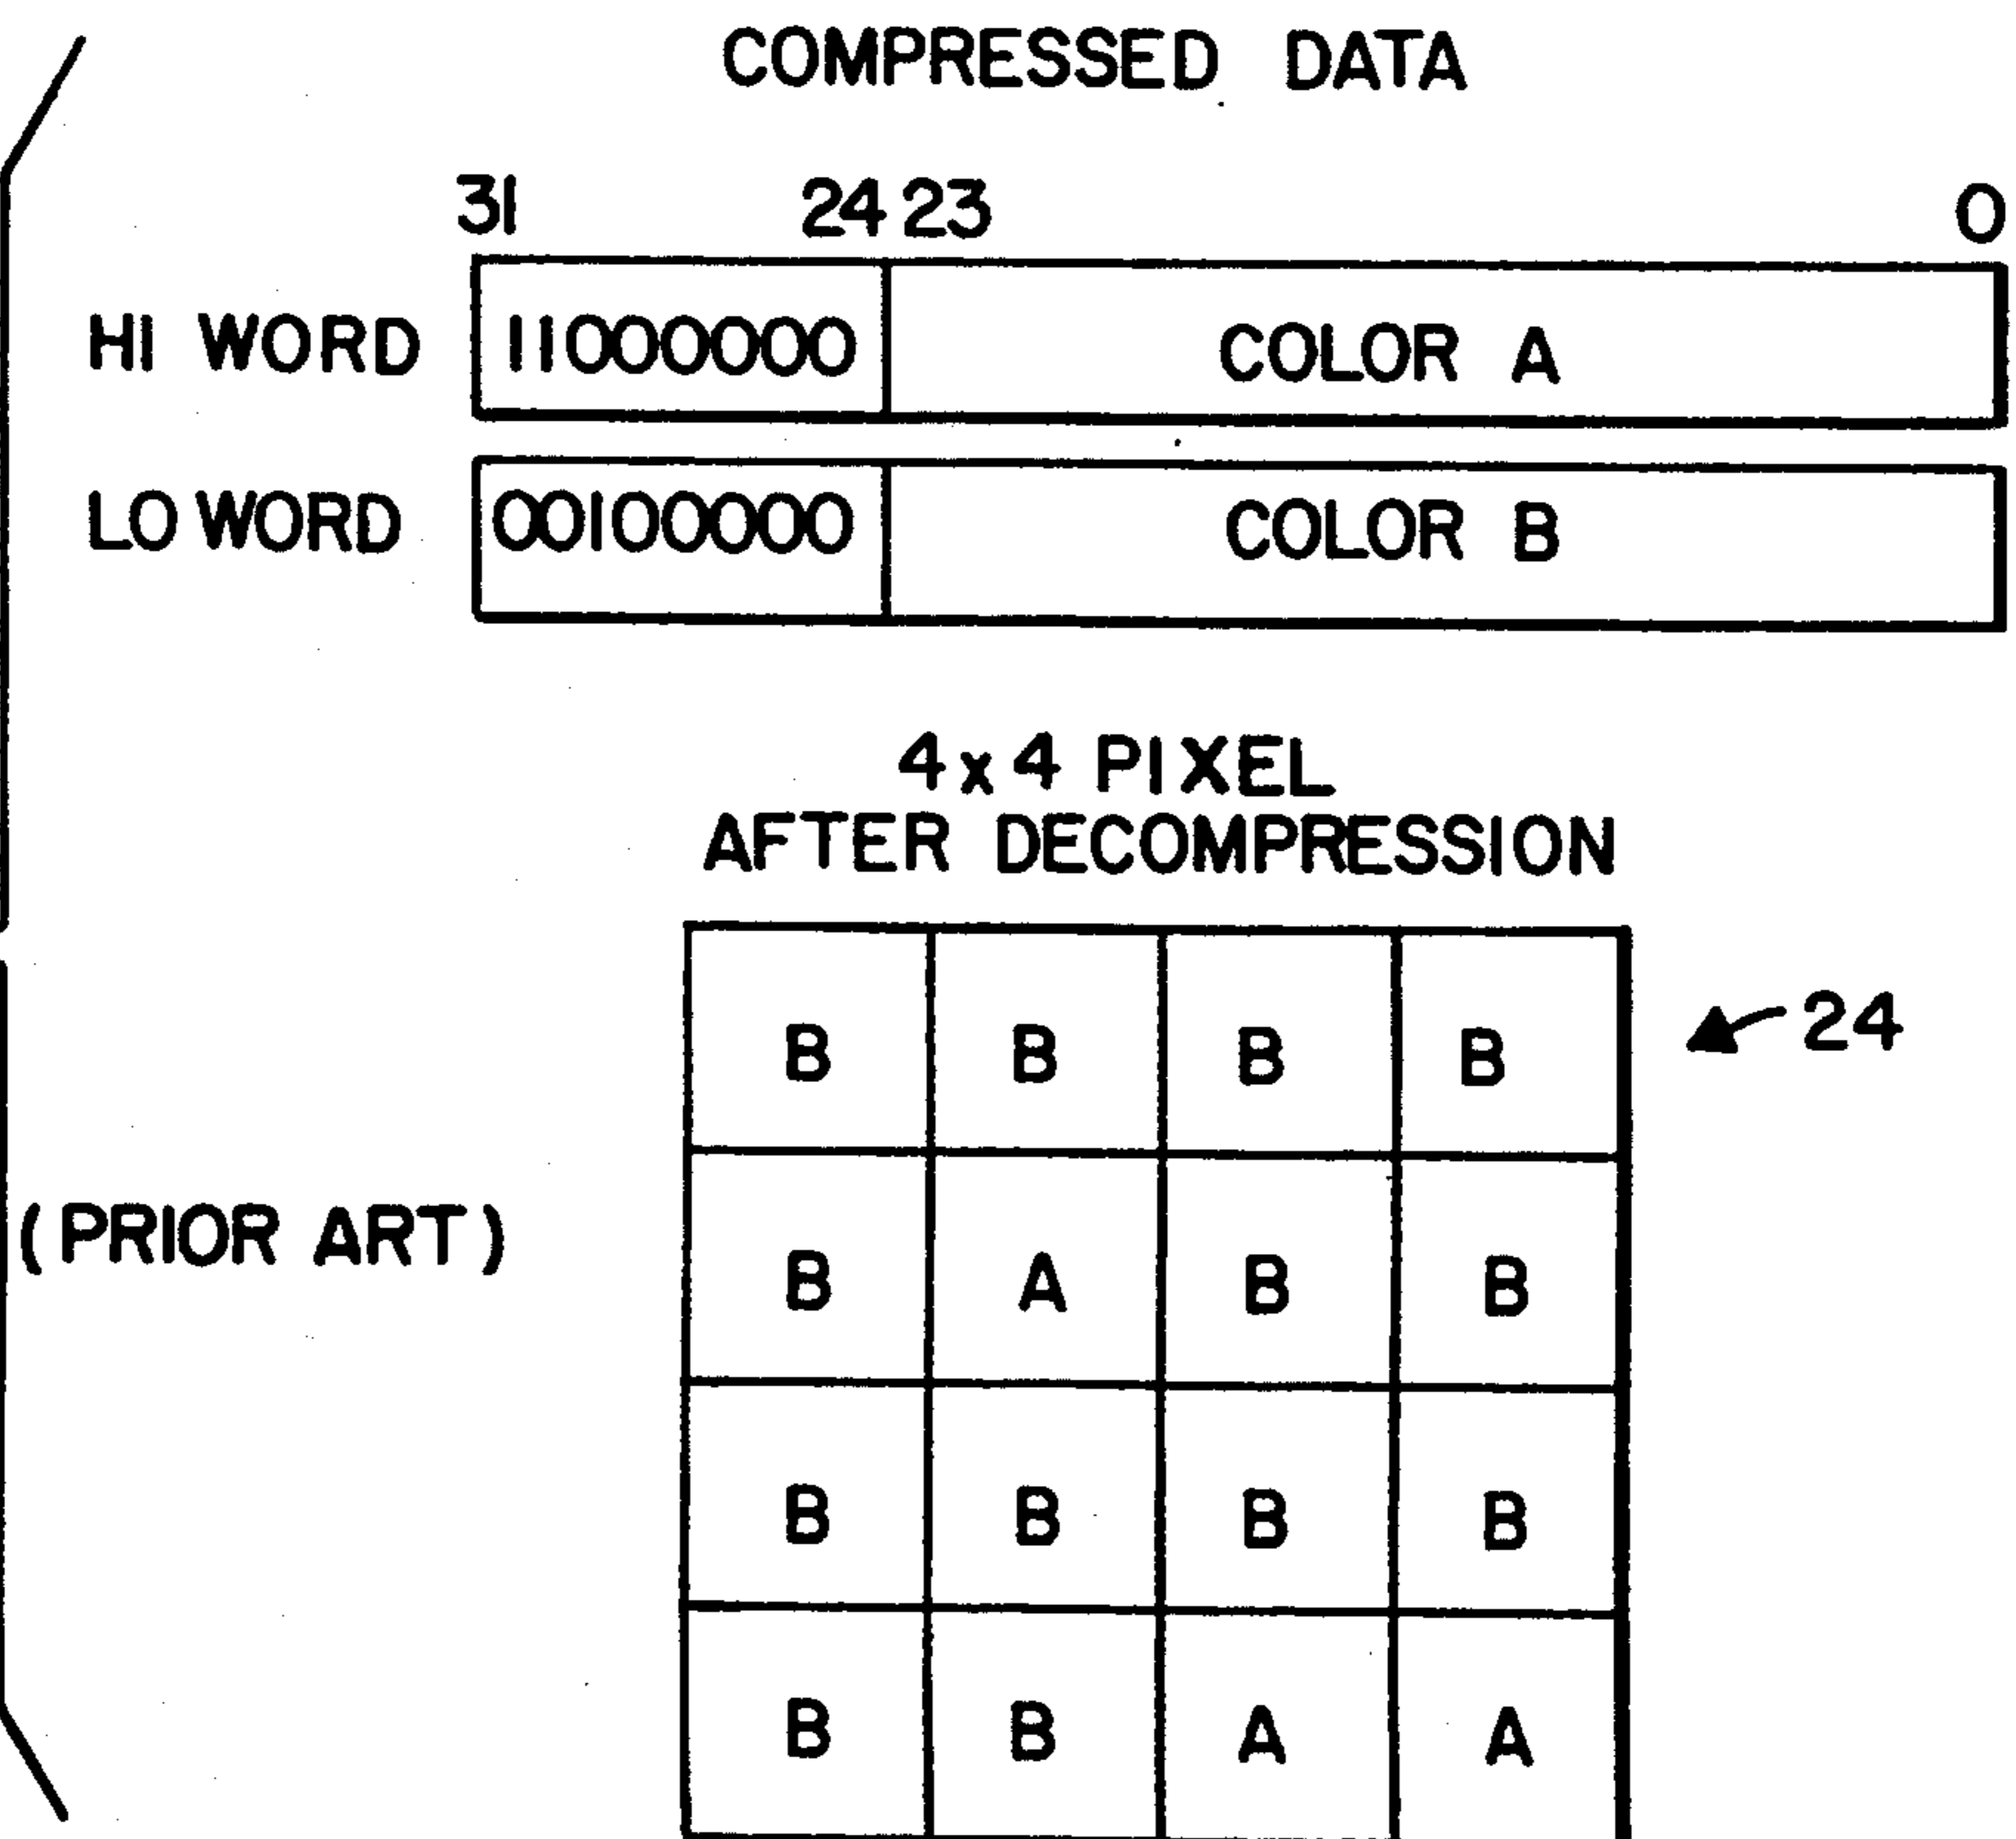 COMPRESSED DATA
31 24 23 0
HI WORD 11000000 COLOR A
LO WORD 00100000 COLOR B
4x4 PIXEL
AFTER DECOMPRESSION
B B B B
24
(PRIOR ART)
B A B B
B B B B
B B A A